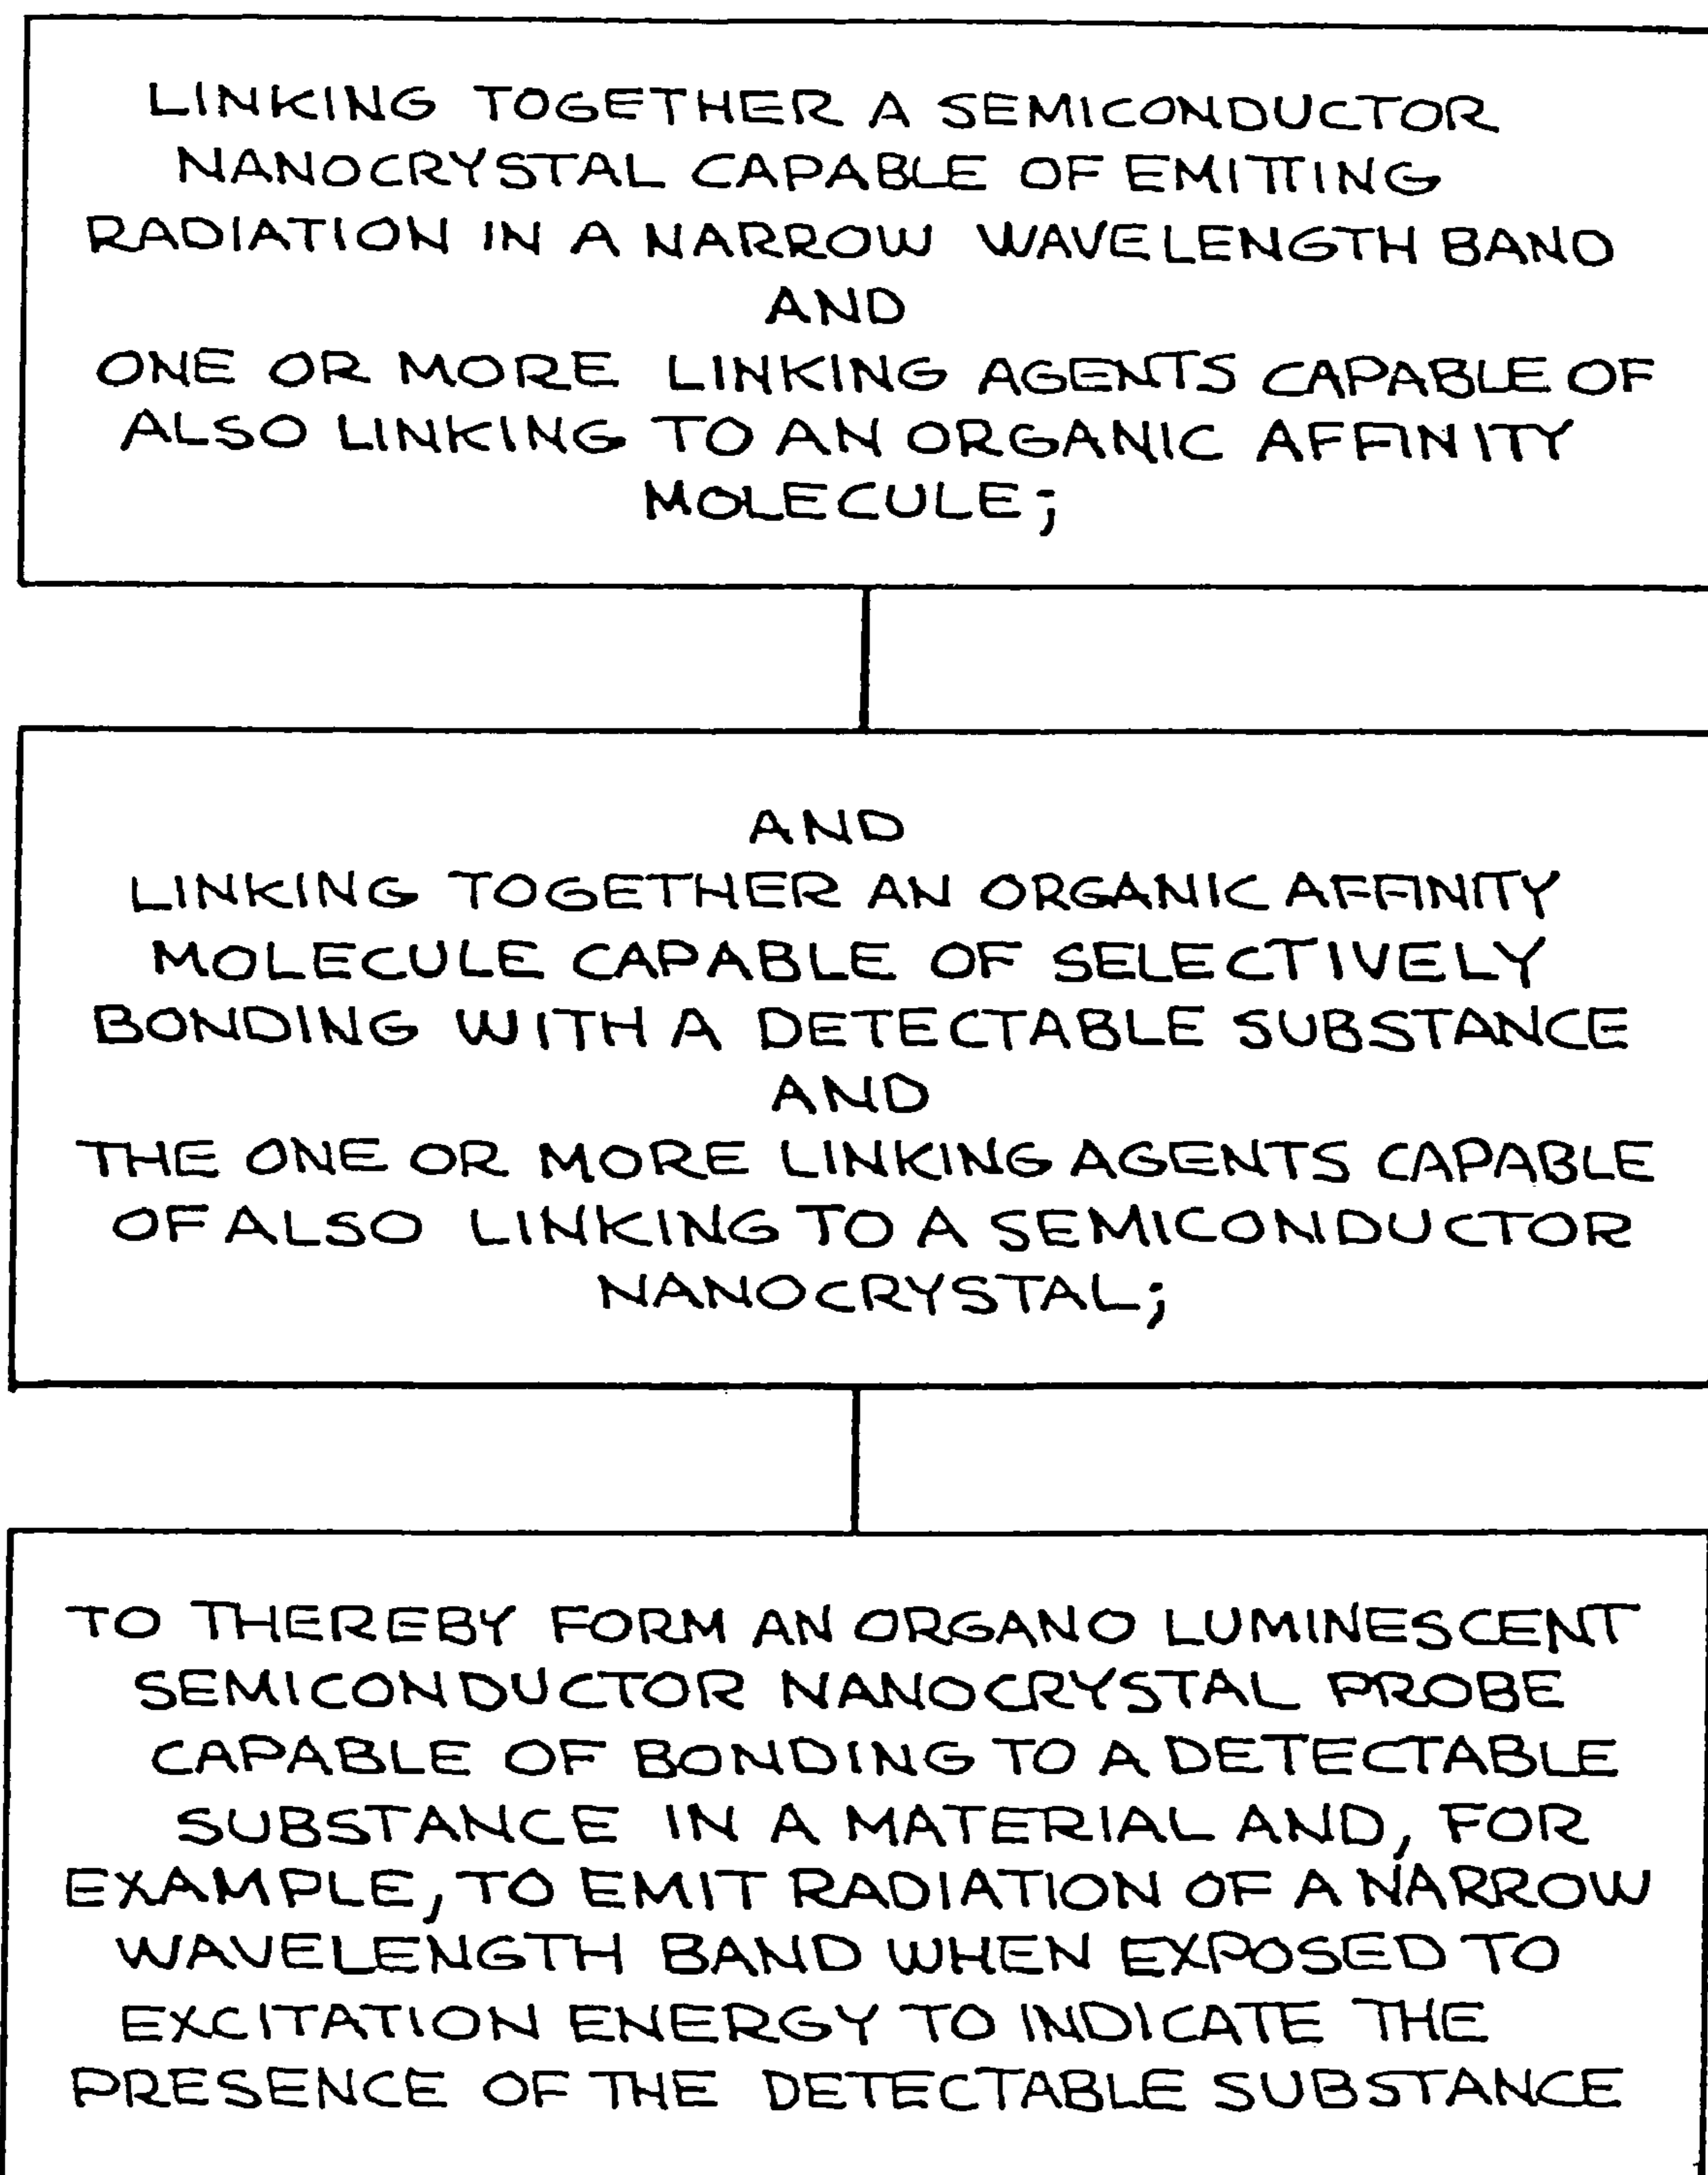 LINKING TOGETHER A SEMICONDUCTOR
NANOCRYSTAL CAPABLE OF EMITTING
RADIATION IN A NARROW WAVELENGTH BAND
AND
ONE OR MORE LINKING AGENTS CAPABLE OF
ALSO LINKING TO AN ORGANIC AFFINITY
MOLECULE;
AND
LINKING TOGETHER AN ORGANIC AFFINITY
MOLECULE CAPABLE OF SELECTIVELY
BONDING WITH A DETECTABLE SUBSTANCE
AND
THE ONE OR MORE LINKING AGENTS CAPABLE
OF ALSO LINKING TO A SEMICONDUCTOR
NANOCRYSTAL;
TO THEREBY FORM AN ORGANO LUMINESCENT
SEMICONDUCTOR NANOCRYSTAL PROBE
CAPABLE OF BONDING TO A DETECTABLE
SUBSTANCE IN A MATERIAL AND, FOR
EXAMPLE, TO EMIT RADIATION OF A NARROW
WAVELENGTH BAND WHEN EXPOSED TO
EXCITATION ENERGY TO INDICATE THE
PRESENCE OF THE DETECTABLE SUBSTANCE